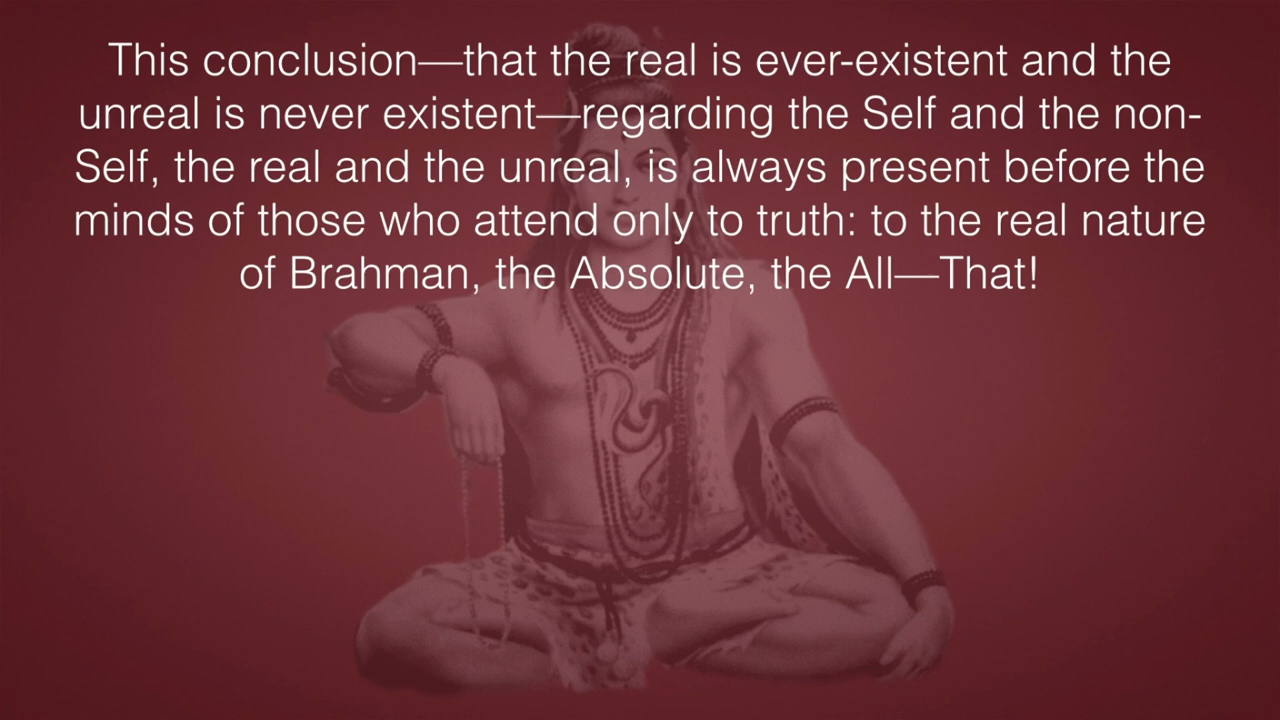 This conclusion—that the real is ever-existent and the
unreal is never existent—regarding the Self and the non-
Self, the real and the unreal, is always present before the
minds of those who attend only to truth: to the real nature
of Brahman, the Absolute, the All—That!